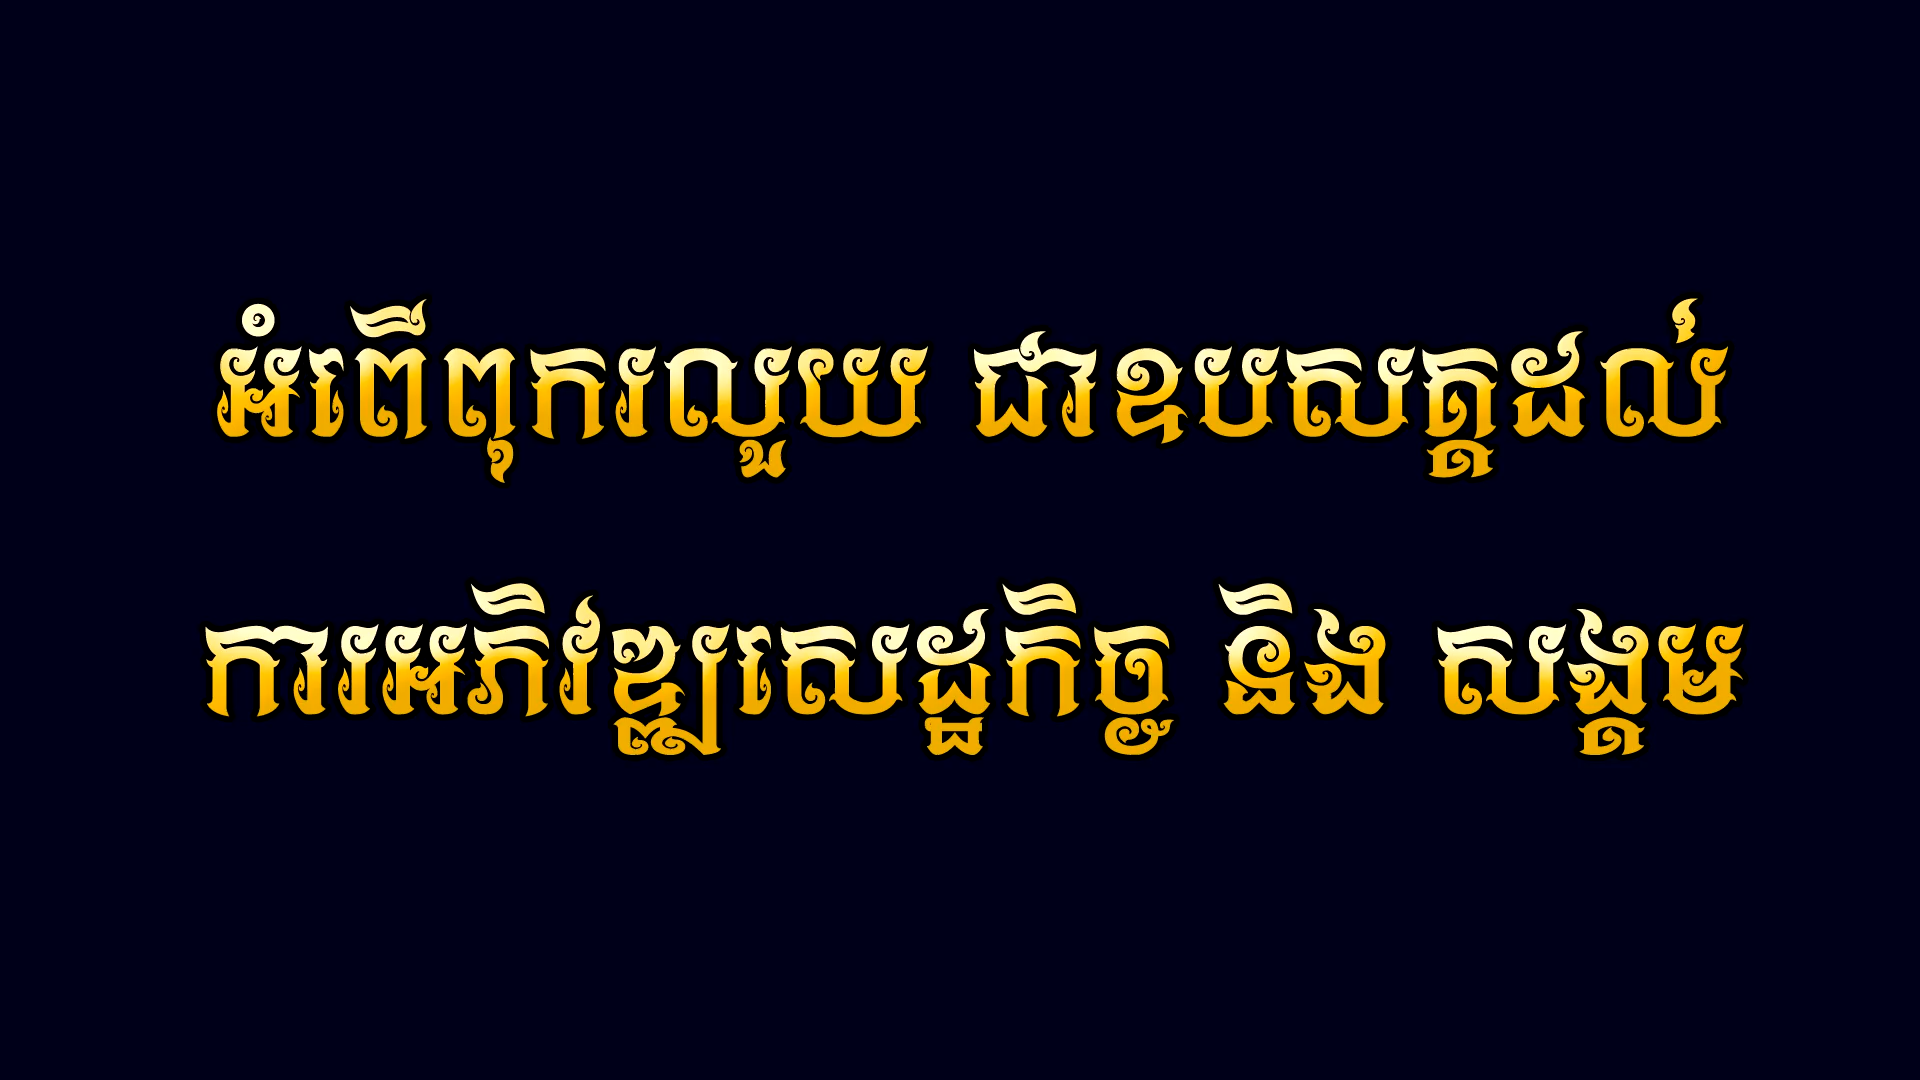 អំពើពុករលួយ ជាឧបសគ្គដល់
ការអភិវឌ្ឍសេដ្ឋកិច្ច និង សង្គម